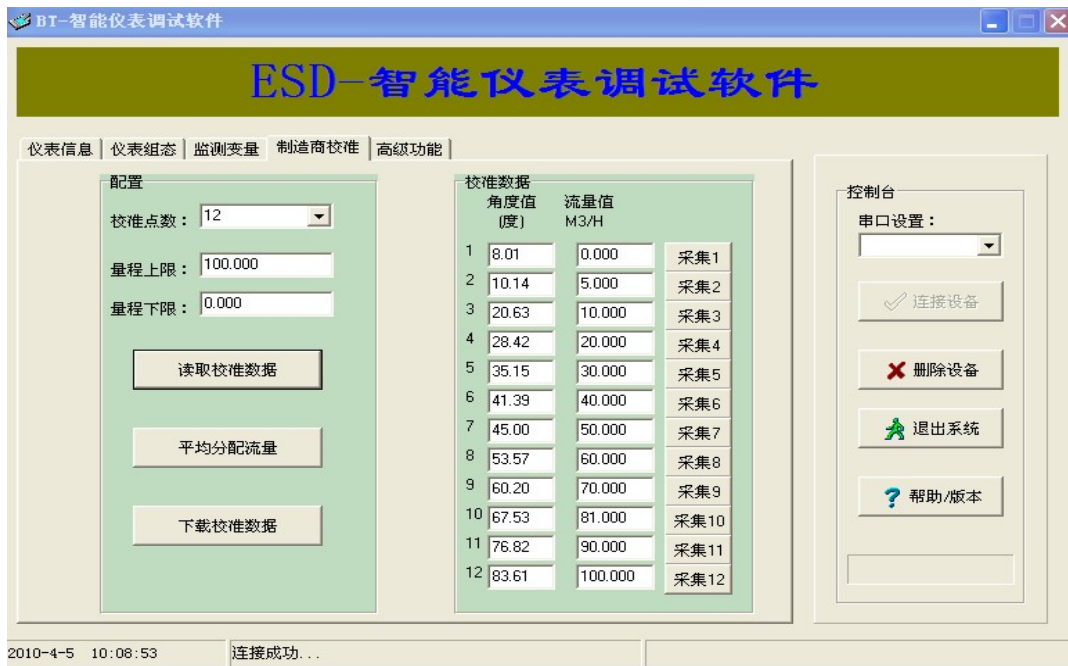 BT-智能仪表调试软件
ESD-智能仪表调试软件
仪表信息 仪表组态 监测变量 制造商校准 高级功能
配置
校准点数： 12
量程上限： 100.000
量程下限： 0.000
读取校准数据
平均分配流量
下载校准数据
校准数据
角度值 流量值
(度) M3/H
1 8.01 0.000 采集1
2 10.14 5.000 采集2
3 20.63 10.000 采集3
4 28.42 20.000 采集4
5 35.15 30.000 采集5
6 41.39 40.000 采集6
7 45.00 50.000 采集7
8 53.57 60.000 采集8
9 60.20 70.000 采集9
10 67.53 81.000 采集10
11 76.82 90.000 采集11
12 83.61 100.000 采集12
控制台
串口设置：
连接设备
删除设备
退出系统
帮助/版本
2010-4-5 10:08:53 连接成功...